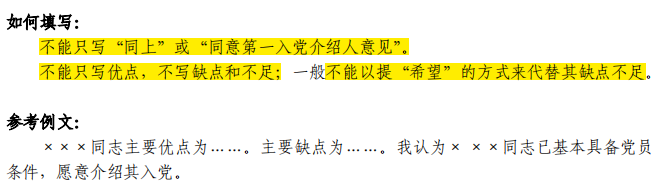 如何填写：
不能只写“同上”或“同意第一入党介绍人意见”。
不能只写优点，不写缺点和不足；一般不能以提“希望”的方式来代替其缺点不足。
参考例文：
×××同志主要优点为……。主要缺点为……。我认为× ××同志已基本具备党员
条件，愿意介绍其入党。